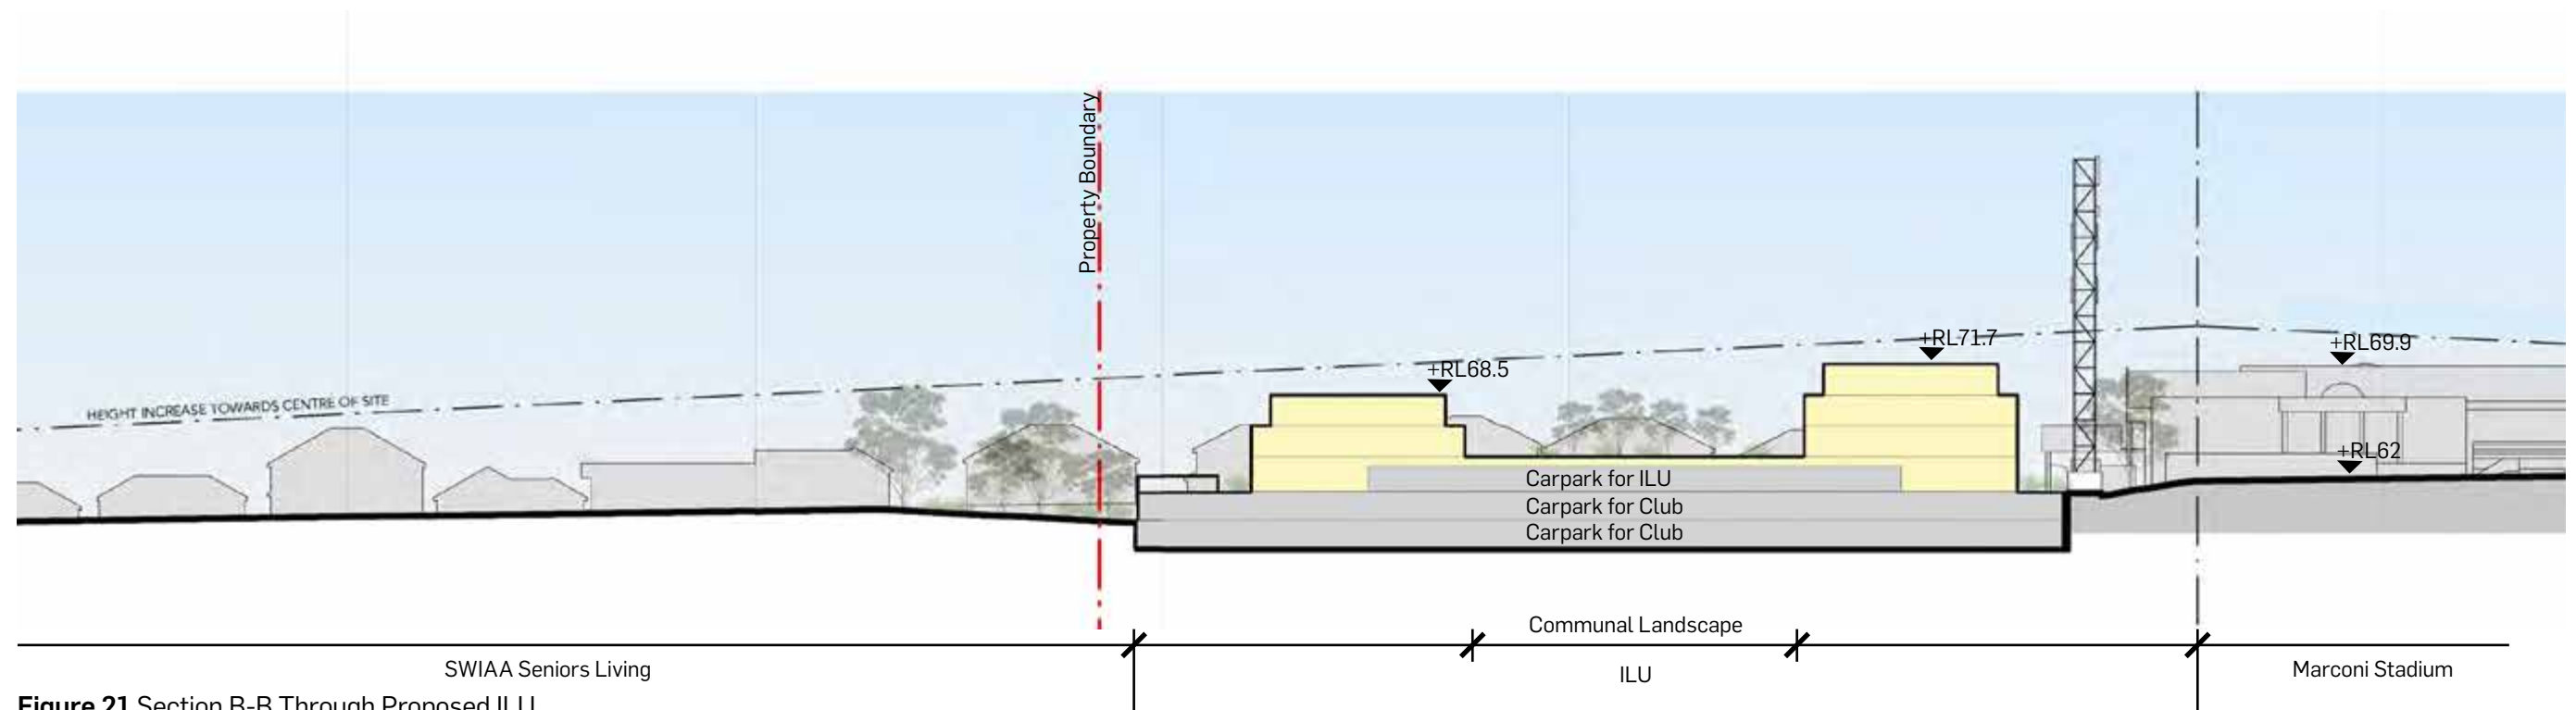 Property Boundary
+RL71.7
+RL69.9
+RL68.5
HEIGHT INCREASE TOWARDS CENTRE OF SITE
+RL62
Carpark for ILU
Carpark for Club
Carpark for Club
Communal Landscape
SWIAA Seniors Living
ILU
Marconi Stadium
Figure 21 Section B-B Through Proposed ILU